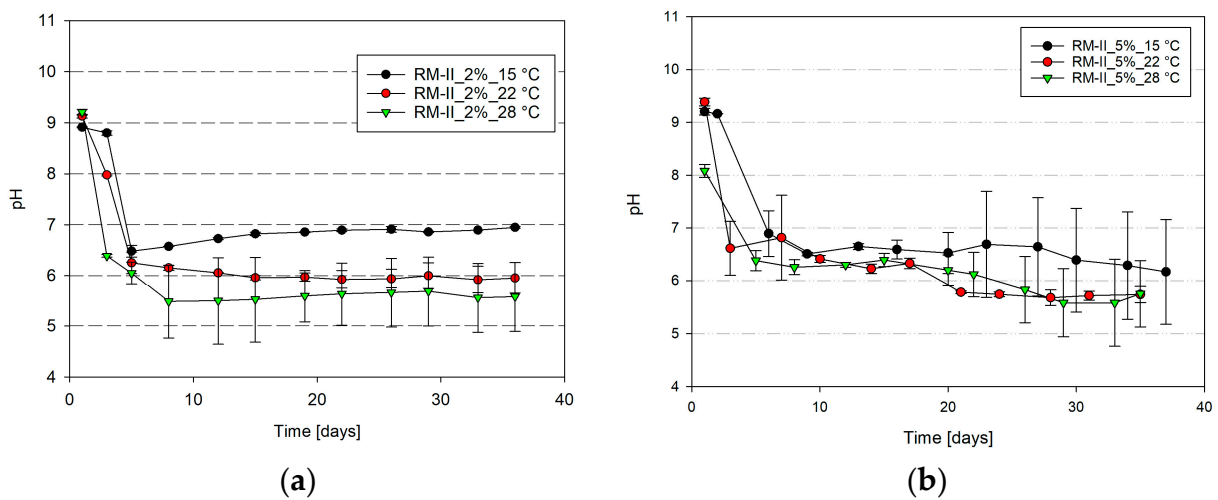 11
10
9
8
7
6
5
4
pH
RM-II_2%_15 °C
RM-II_2%_22 °C
RM-II_2%_28 °C
0 10 20 30 40
Time [days]
(a)
11
10
9
8
7
6
5
4
pH
RM-II_5%_15 °C
RM-II_5%_22 °C
RM-II_5%_28 °C
0 10 20 30 40
Time [days]
(b)